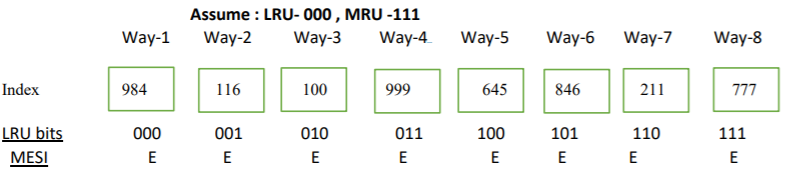 Assume : LRU- 000 , MRU -111
Way-1 Way-2 Way-3 Way-4 Way-5 Way-6 Way-7 Way-8
Index 984 116 100 999 645 846 211 777
LRU bits 000 001 010 011 100 101 110 111
MESI E E E E E E E E